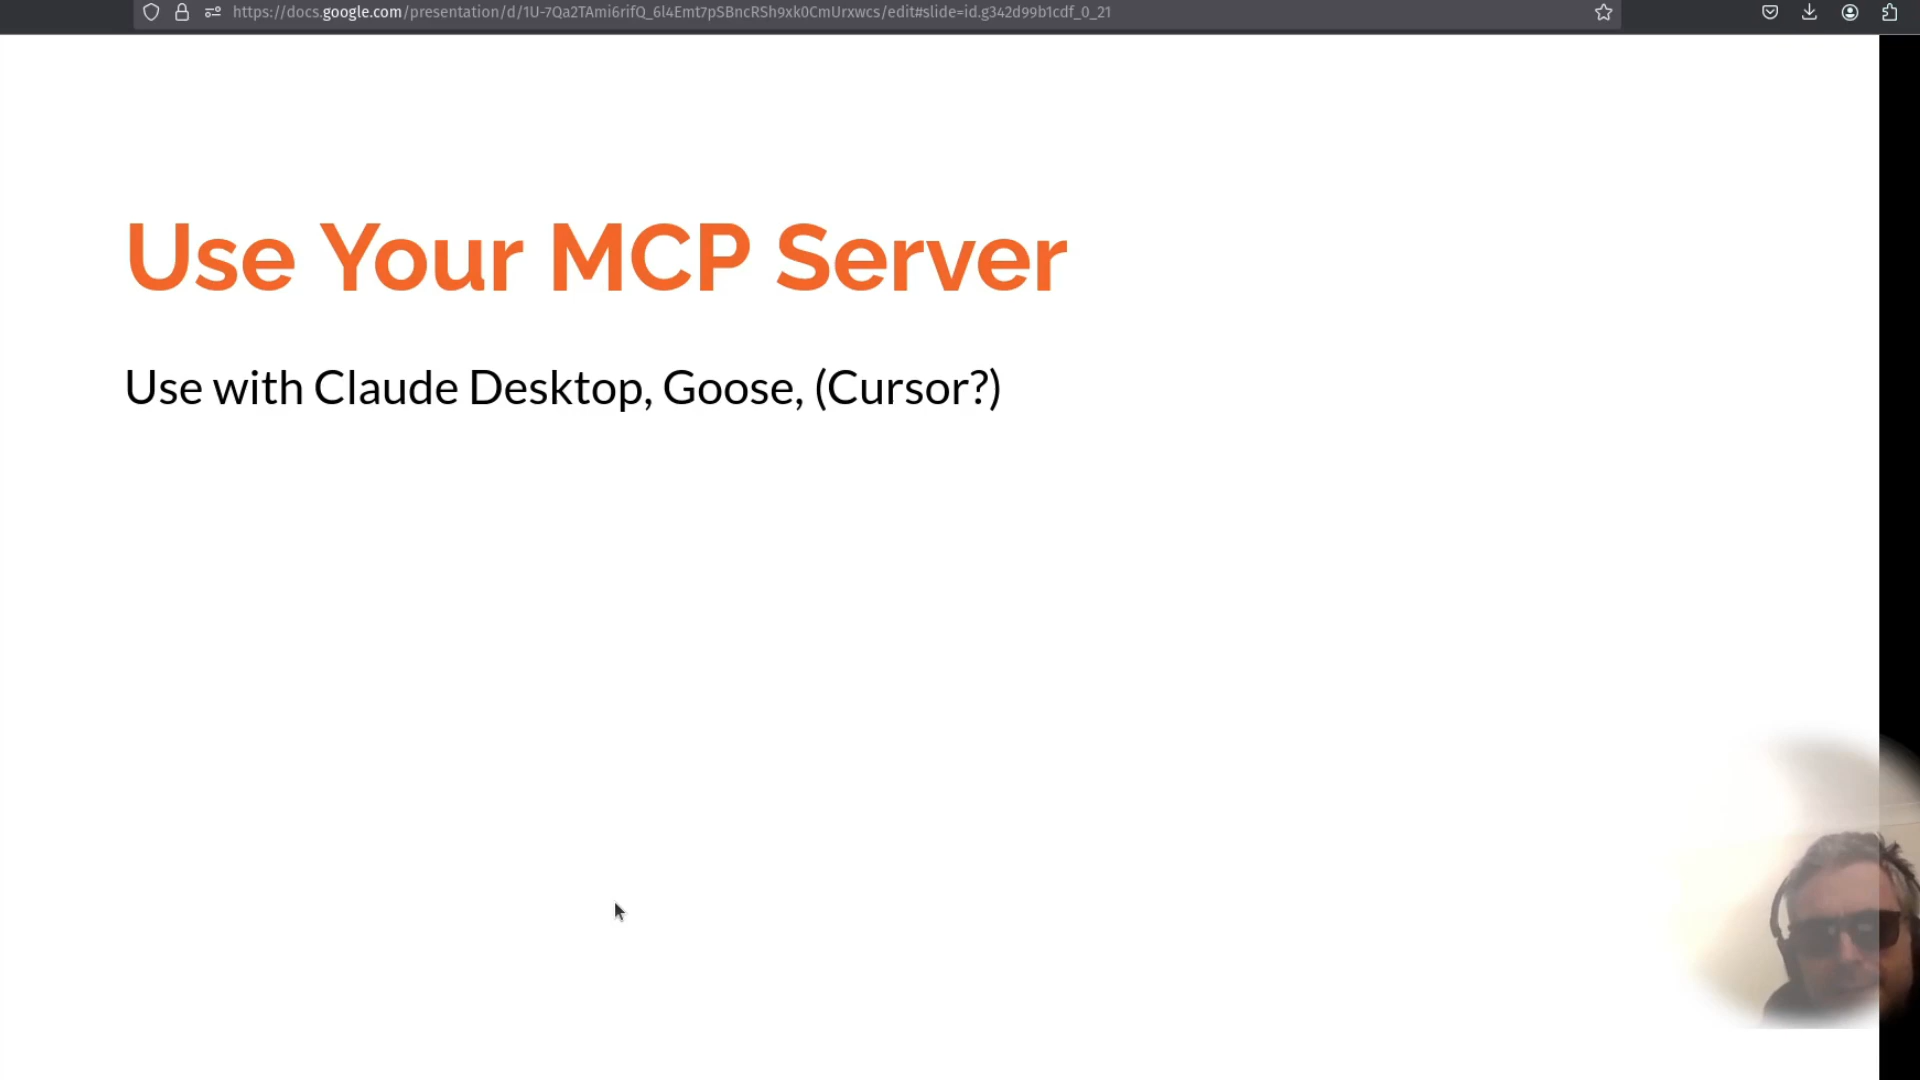 https://docs.google.com/presentation/d/1U-7Qa2TAmi6rifQ_6l4Emt7pSBncRSh9xk0CmUrxwcs/edit#slide=id.g342d99b1cdf_0_21
Use Your MCP Server
Use with Claude Desktop, Goose, (Cursor?)